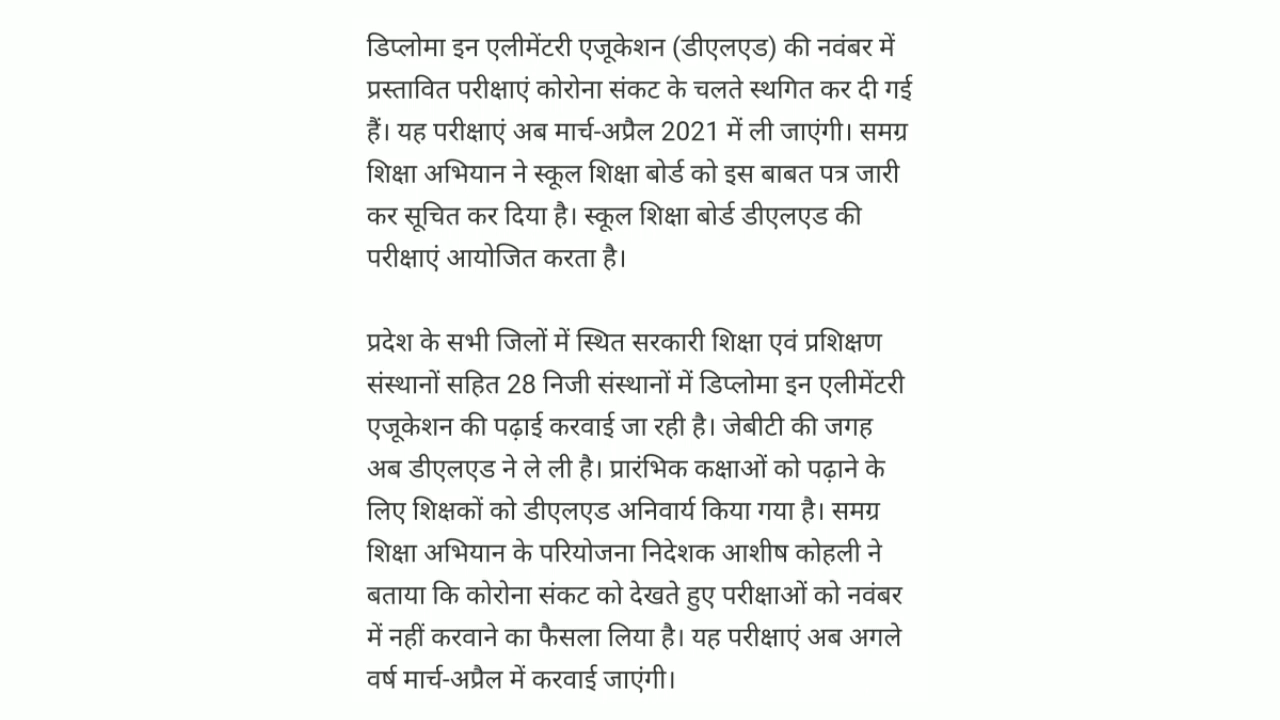 डिप्लोमा इन एलीमेंटरी एजूकेशन (डीएलएड) की नवंबर में
प्रस्तावित परीक्षाएं कोरोना संकट के चलते स्थगित कर दी गई
हैं। यह परीक्षाएं अब मार्च-अप्रैल 2021 में ली जाएंगी। समग्र
शिक्षा अभियान ने स्कूल शिक्षा बोर्ड को इस बाबत पत्र जारी
कर सूचित कर दिया है। स्कूल शिक्षा बोर्ड डीएलएड की
परीक्षाएं आयोजित करता है।
प्रदेश के सभी जिलों में स्थित सरकारी शिक्षा एवं प्रशिक्षण
संस्थानों सहित 28 निजी संस्थानों में डिप्लोमा इन एलीमेंटरी
एजूकेशन की पढ़ाई करवाई जा रही है। जेबीटी की जगह
अब डीएलएड ने ले ली है। प्रारंभिक कक्षाओं को पढ़ाने के
लिए शिक्षकों को डीएलएड अनिवार्य किया गया है। समग्र
शिक्षा अभियान के परियोजना निदेशक आशीष कोहली ने
बताया कि कोरोना संकट को देखते हुए परीक्षाओं को नवंबर
में नहीं करवाने का फैसला लिया है। यह परीक्षाएं अब अगले
वर्ष मार्च-अप्रैल में करवाई जाएंगी।